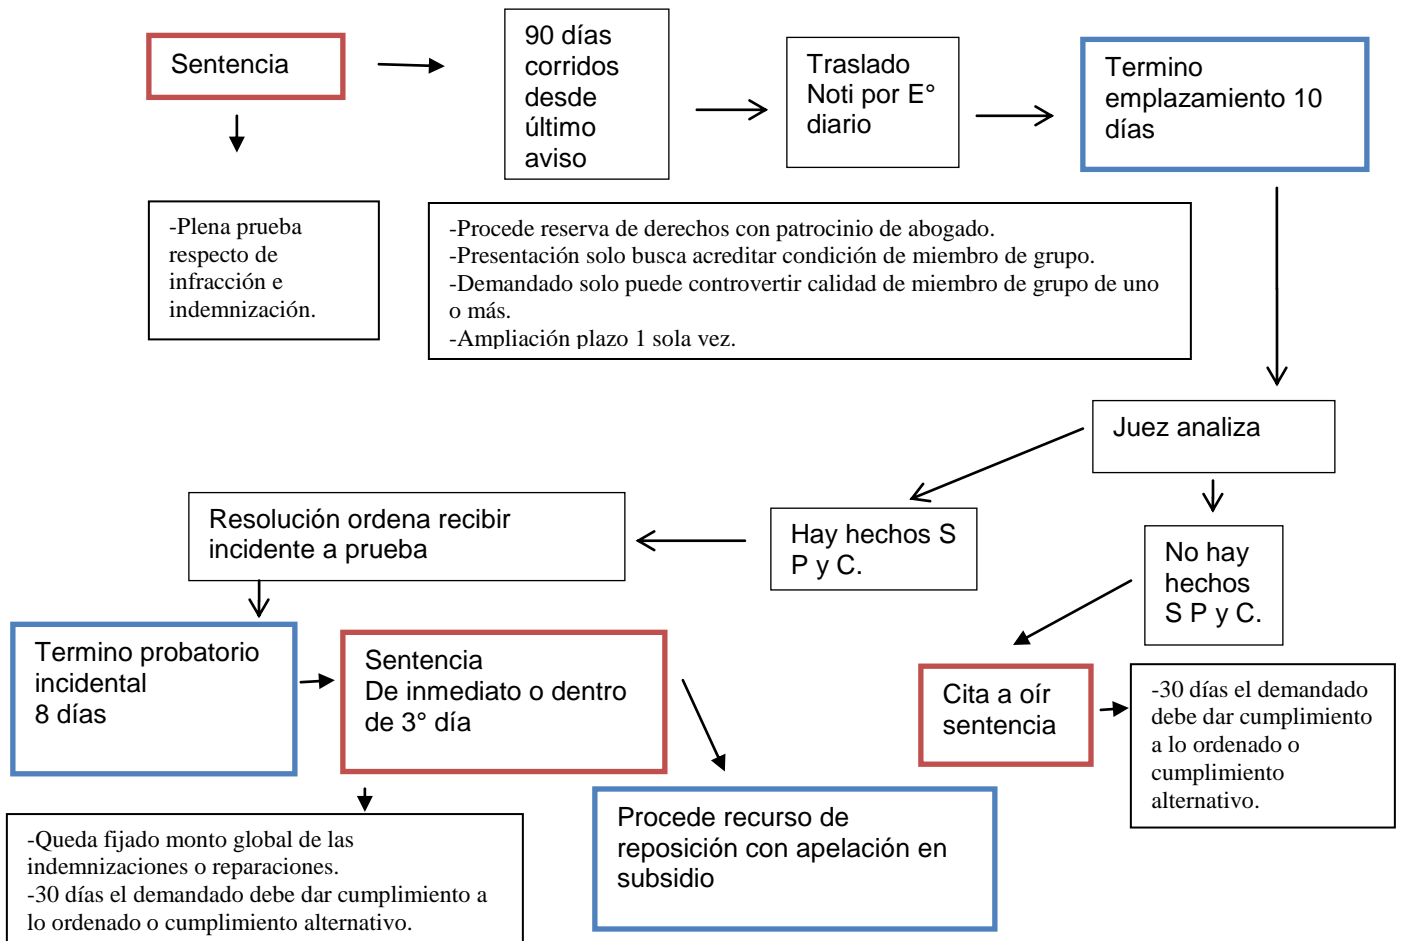 Sentencia
90 días
corridos
desde
último
aviso
Traslado
Noti por E°
diario
Termino
emplazamiento 10
días
-Plena prueba
respecto de
infracción e
indemnización.
-Procede reserva de derechos con patrocinio de abogado.
-Presentación solo busca acreditar condición de miembro de grupo.
-Demandado solo puede controvertir calidad de miembro de grupo de uno
o más.
-Ampliación plazo 1 sola vez.
Juez analiza
Resolución ordena recibir
incidente a prueba
Hay hechos S
P y C.
No hay
hechos
S P y C.
Termino probatorio
incidental
8 días
Sentencia
De inmediato o dentro
de 3° día
Cita a oír
sentencia
-30 días el demandado
debe dar cumplimiento
a lo ordenado o
cumplimiento
alternativo.
Procede recurso de
reposición con apelación en
subsidio
-Queda fijado monto global de las
indemnizaciones o reparaciones.
-30 días el demandado debe dar cumplimiento a
lo ordenado o cumplimiento alternativo.